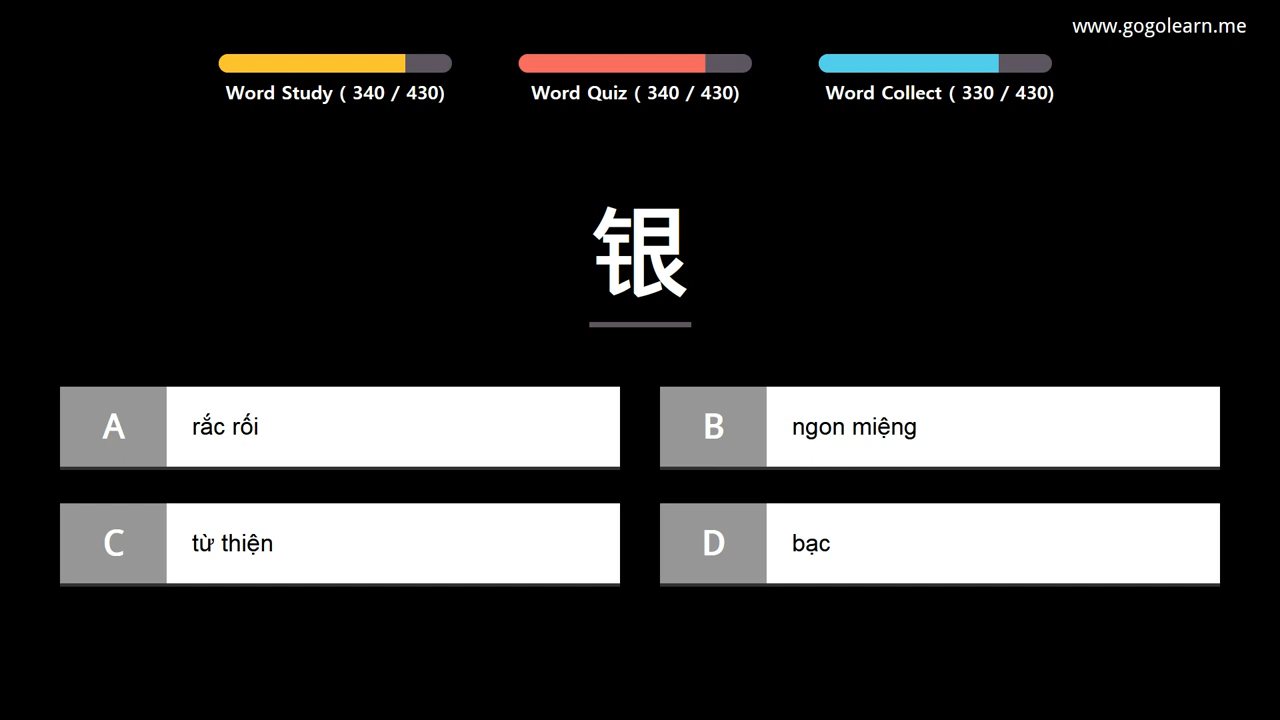 www.gogolearn.me
Word Study ( 340 / 430)
Word Quiz ( 340 / 430)
Word Collect ( 330 / 430)
银
A rắc rối
B ngon miệng
C từ thiện
D bạc